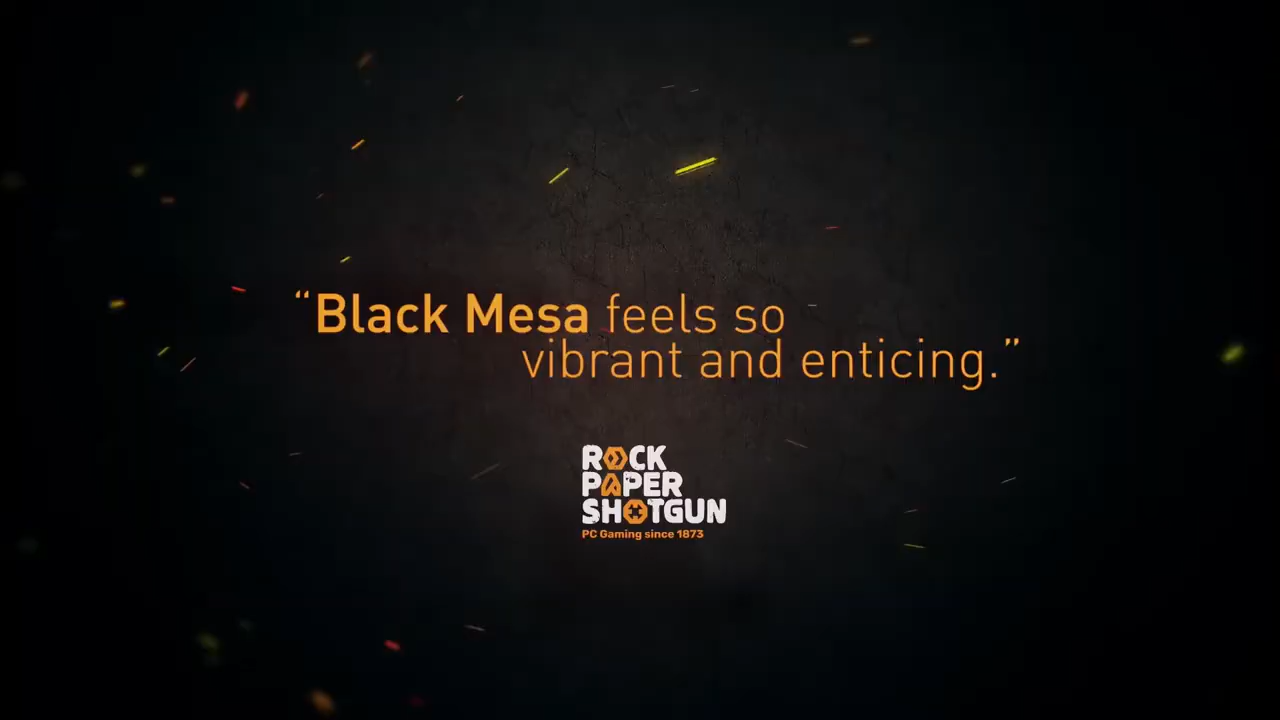 “Black Mesa feels so
vibrant and enticing.”
ROCK
PAPER
SHOTGUN
PC Gaming since 1873